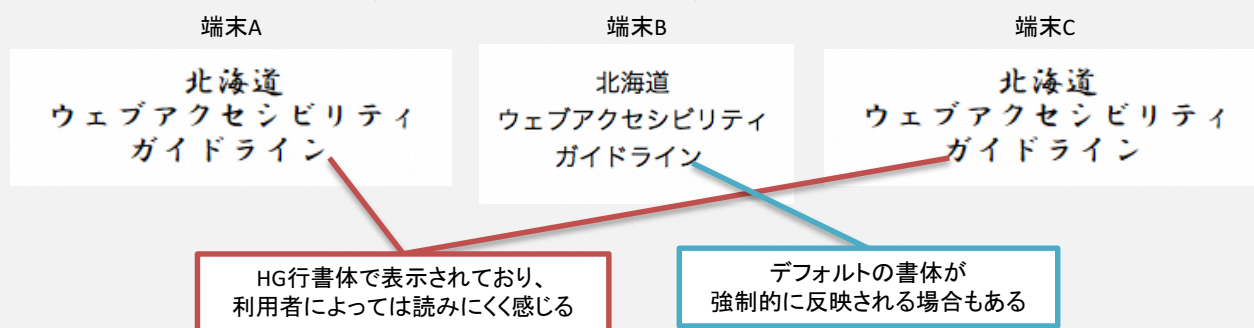 端末A
端末B
端末C
北海道
ウェブアクセシビリティ
ガイドライン
北海道
ウェブアクセシビリティ
ガイドライン
北海道
ウェブアクセシビリティ
ガイドライン
HG行書体で表示されており、
利用者によっては読みにくく感じる
デフォルトの書体が
強制的に反映される場合もある